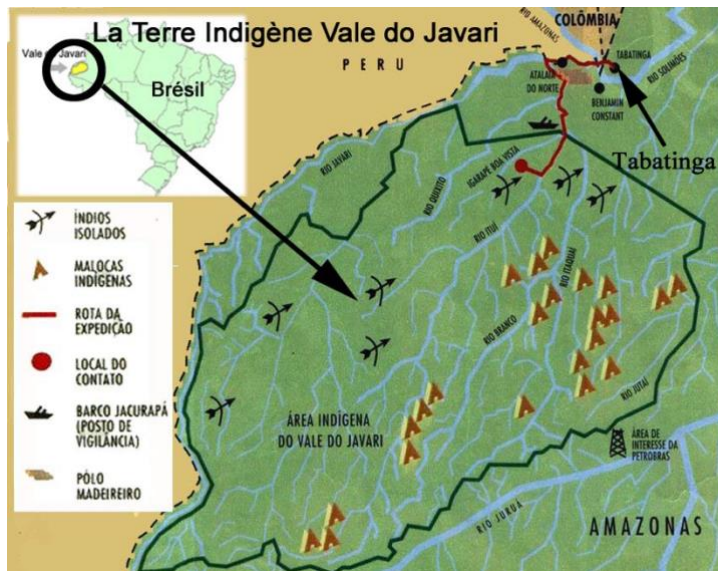 La Terre Indigène Vale do Javari
Vale do Javari
Brésil
PERU
COLÔMBIA
RIO AMAZONAS
TABATINGA
ATALAIA
DO NORTE
RIO SOLIMÕES
BENJAMIN
CONSTANT
Tabatinga
RIO JAVARI
RIO QUIXITO
IGARAPÉ BOA VISTA
RIO ITUÍ
RIO ITAQUAÍ
RIO BRANCO
RIO JUTAÍ
ÁREA INDÍGENA
DO VALE DO JAVARI
ÁREA DE
INTERESSE DA
PETROBRAS
RIO JURUÁ
AMAZONAS
ÍNDIOS
ISOLADOS
MALOCAS
INDÍGENAS
ROTA DA
EXPEDIÇÃO
LOCAL DO
CONTATO
BARCO JACURAPÁ
(POSTO DE
VIGILÂNCIA)
PÓLO
MADEIREIRO